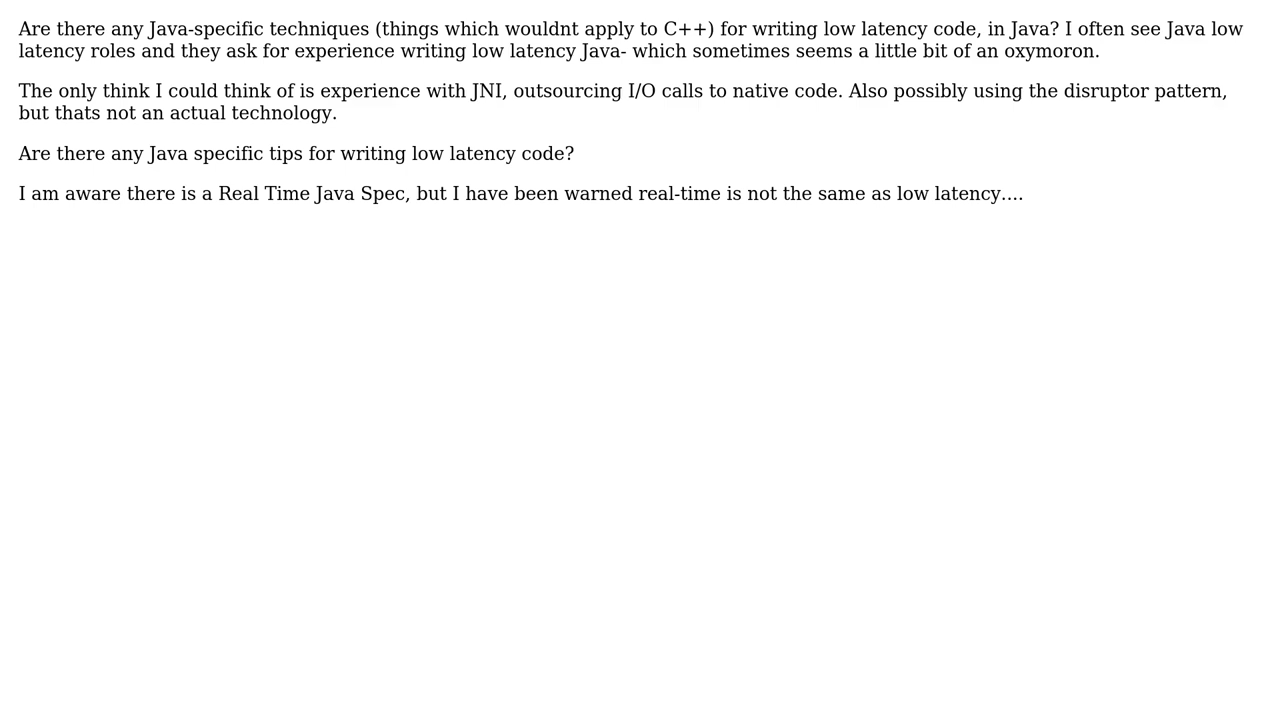 Are there any Java-specific techniques (things which wouldnt apply to C++) for writing low latency code, in Java? I often see Java low
latency roles and they ask for experience writing low latency Java- which sometimes seems a little bit of an oxymoron.
The only think I could think of is experience with JNI, outsourcing I/O calls to native code. Also possibly using the disruptor pattern,
but thats not an actual technology.
Are there any Java specific tips for writing low latency code?
I am aware there is a Real Time Java Spec, but I have been warned real-time is not the same as low latency....